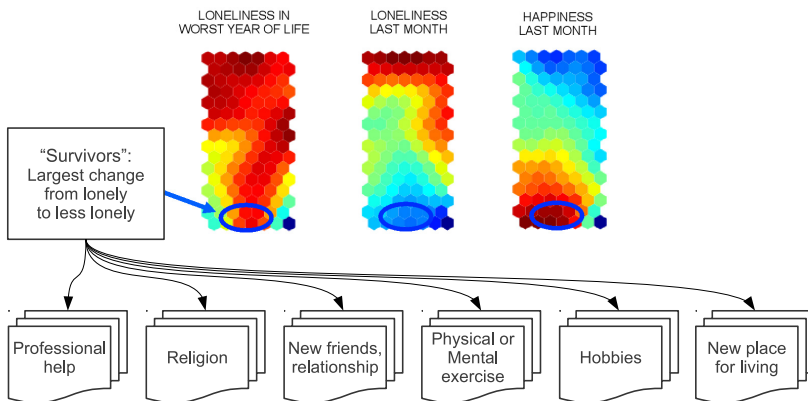 LONELINESS IN
WORST YEAR OF LIFE
LONELINESS
LAST MONTH
HAPPINESS
LAST MONTH
“Survivors”:
Largest change
from lonely
to less lonely
Professional
help
Religion
New friends,
relationship
Physical or
Mental
exercise
Hobbies
New place
for living